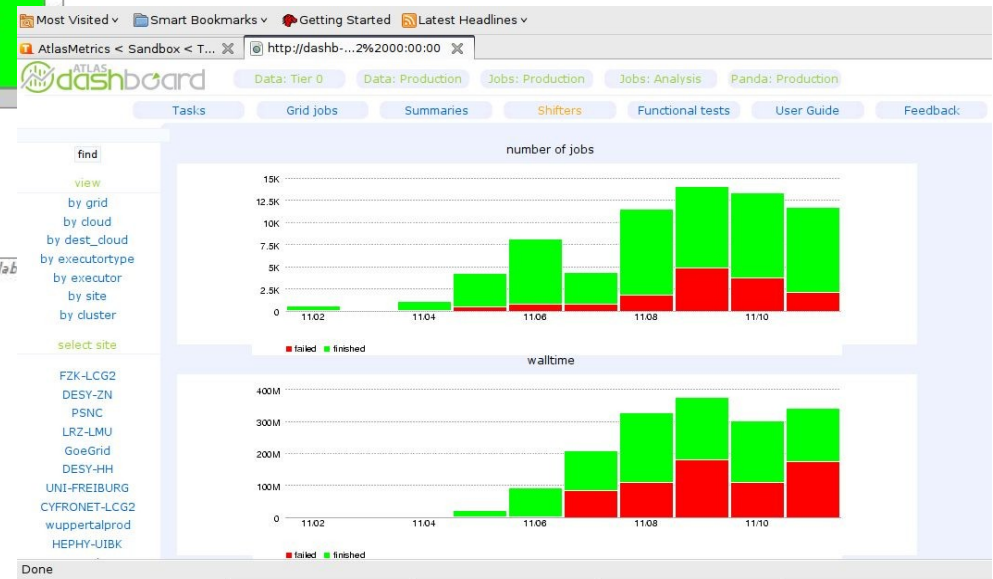 Most Visited Smart Bookmarks Getting Started Latest Headlines
AtlasMetrics < Sandbox < T... http://dashb-...2%2000:00:00
ATLAS
dashboard
Data: Tier 0 Data: Production Jobs: Production Jobs: Analysis Panda: Production
Tasks Grid jobs Summaries Shifters Functional tests User Guide Feedback
find
view
by grid
by cloud
by dest_cloud
by executortype
by executor
by site
by cluster
select site
FZK-LCG2
DESY-ZN
PSNC
LRZ-LMU
GoeGrid
DESY-HH
UNI-FREIBURG
CYFRONET-LCG2
wuppertalprod
HEPHY-UIBK
number of jobs
15K
12.5K
10K
7.5K
5K
2.5K
0
11/02 11/04 11/06 11/08 11/10
failed finished
walltime
400M
300M
200M
100M
0
11/02 11/04 11/06 11/08 11/10
failed finished
Done